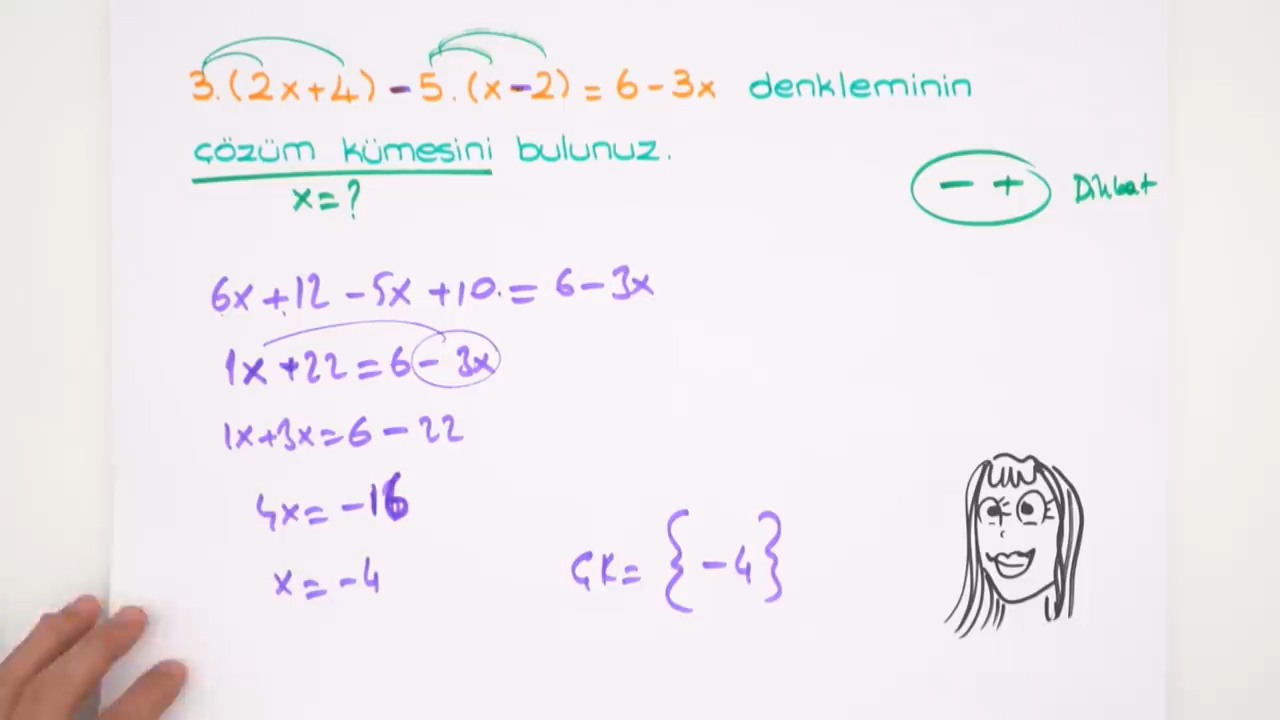 3.(2x+4) - 5.(x-2) = 6 - 3x denkleminin
çözüm kümesini bulunuz.
x = ?
- + Dikkat
6x + 12 - 5x + 10 = 6 - 3x
1x + 22 = 6 - 3x
1x + 3x = 6 - 22
4x = -16
x = -4
ÇK = {-4}